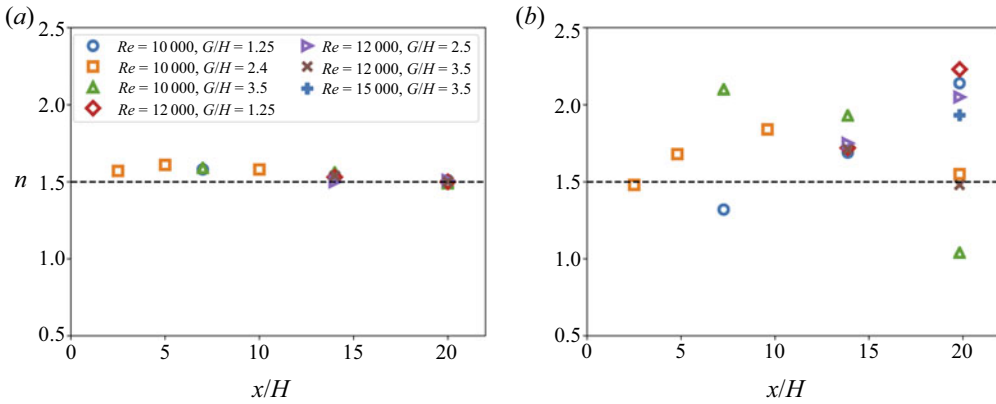 (a)
2.5
2.0
n 1.5
1.0
0.5
0 5 10 15 20
x/H
Re = 10 000, G/H = 1.25
Re = 10 000, G/H = 2.4
Re = 10 000, G/H = 3.5
Re = 12 000, G/H = 1.25
Re = 12 000, G/H = 2.5
Re = 12 000, G/H = 3.5
Re = 15 000, G/H = 3.5
(b)
2.5
2.0
1.5
1.0
0.5
0 5 10 15 20
x/H